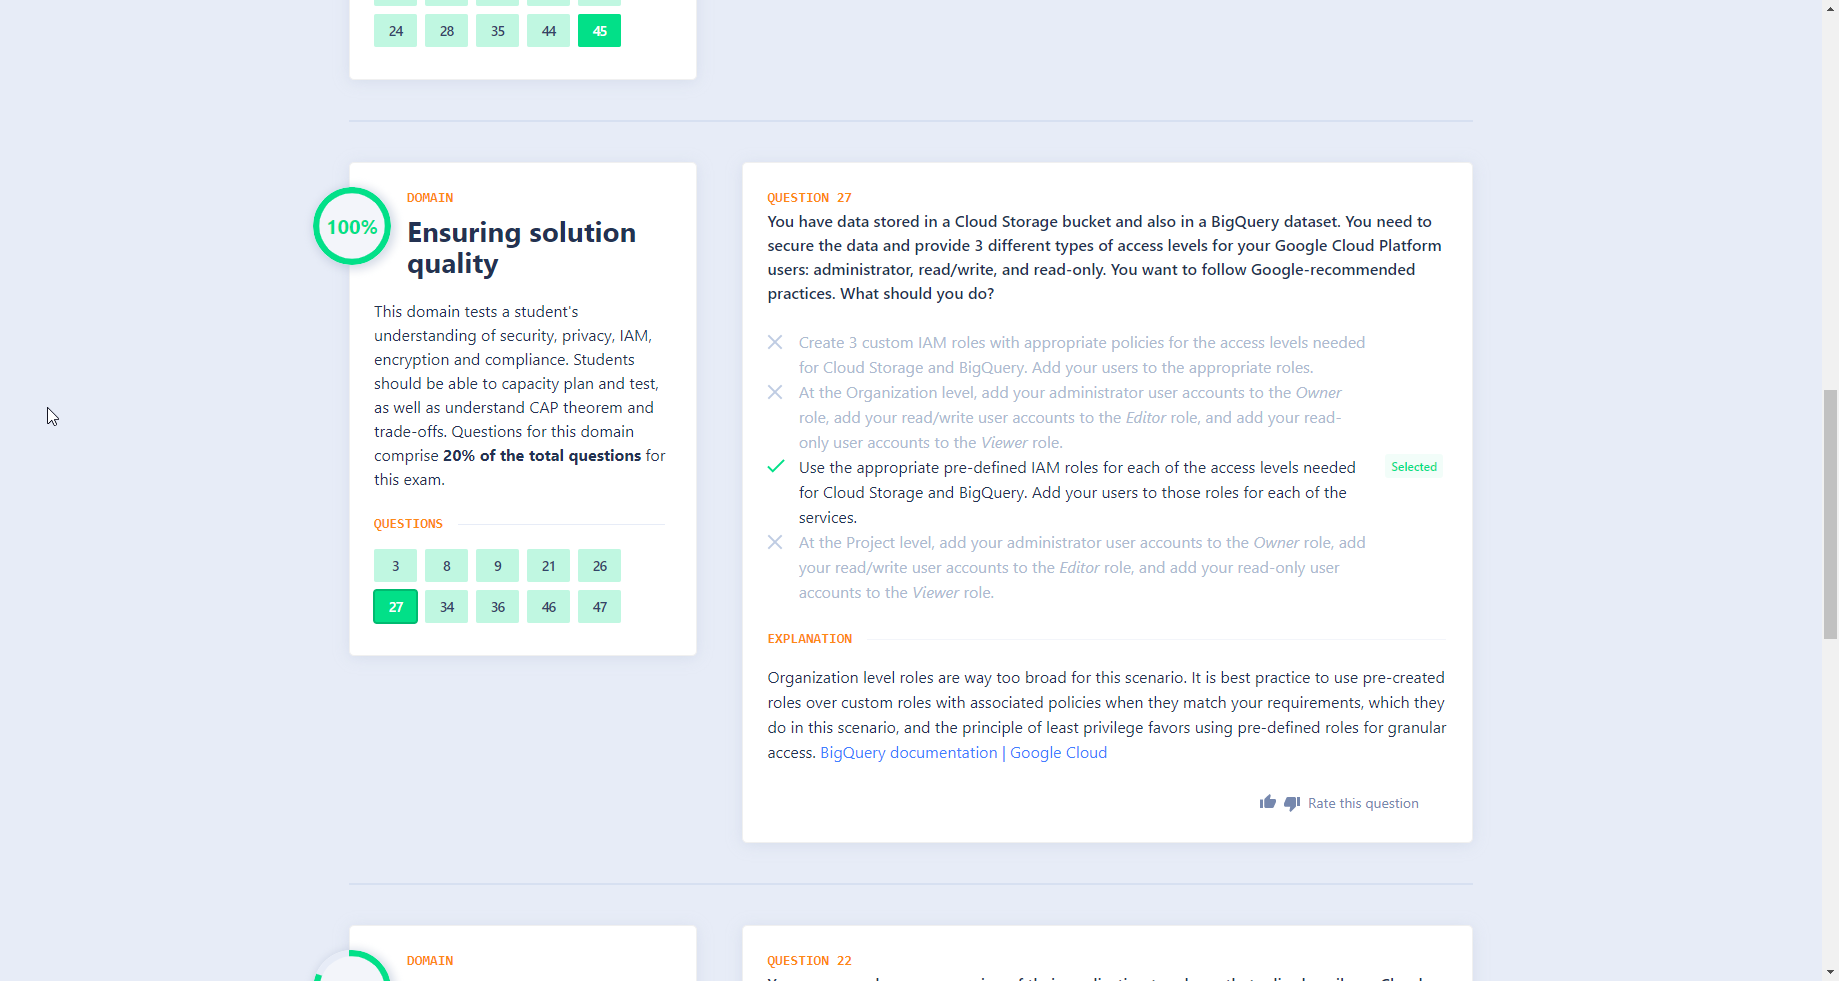 24 28 35 44 45
100%
DOMAIN
Ensuring solution
quality
This domain tests a student's
understanding of security, privacy, IAM,
encryption and compliance. Students
should be able to capacity plan and test,
as well as understand CAP theorem and
trade-offs. Questions for this domain
comprise 20% of the total questions for
this exam.
QUESTIONS
3 8 9 21 26
27 34 36 46 47
QUESTION 27
You have data stored in a Cloud Storage bucket and also in a BigQuery dataset. You need to
secure the data and provide 3 different types of access levels for your Google Cloud Platform
users: administrator, read/write, and read-only. You want to follow Google-recommended
practices. What should you do?
Create 3 custom IAM roles with appropriate policies for the access levels needed
for Cloud Storage and BigQuery. Add your users to the appropriate roles.
At the Organization level, add your administrator user accounts to the Owner
role, add your read/write user accounts to the Editor role, and add your read-
only user accounts to the Viewer role.
Use the appropriate pre-defined IAM roles for each of the access levels needed
for Cloud Storage and BigQuery. Add your users to those roles for each of the
services.
Selected
At the Project level, add your administrator user accounts to the Owner role, add
your read/write user accounts to the Editor role, and add your read-only user
accounts to the Viewer role.
EXPLANATION
Organization level roles are way too broad for this scenario. It is best practice to use pre-created
roles over custom roles with associated policies when they match your requirements, which they
do in this scenario, and the principle of least privilege favors using pre-defined roles for granular
access. BigQuery documentation | Google Cloud
Rate this question
DOMAIN
QUESTION 22